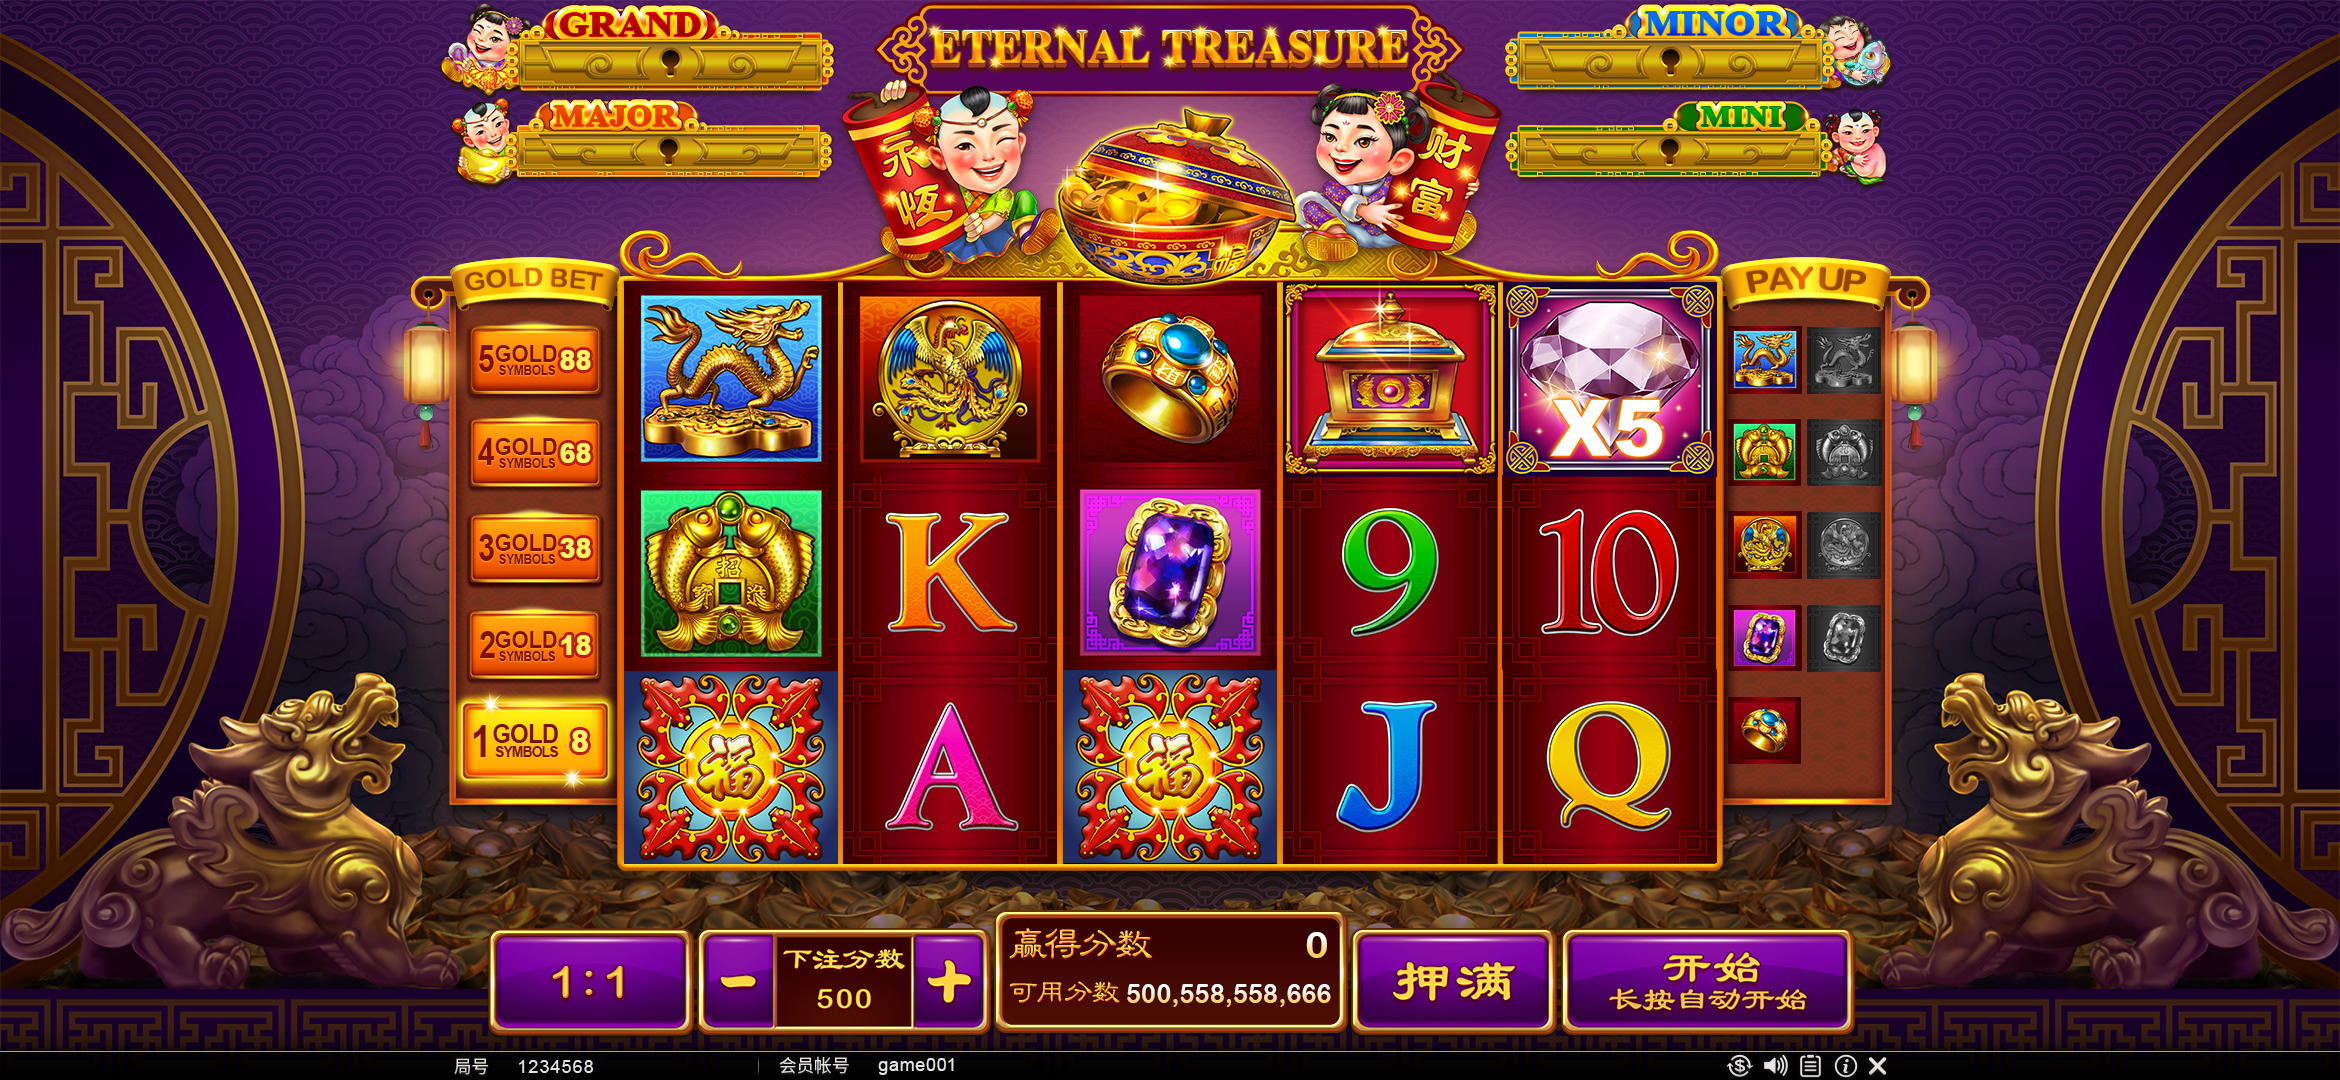 GRAND
ETERNAL TREASURE
MINOR
MAJOR
MINI
永恆
财富
GOLD BET
PAY UP
5 GOLD SYMBOLS 88
4 GOLD SYMBOLS 68
3 GOLD SYMBOLS 38
2 GOLD SYMBOLS 18
1 GOLD SYMBOLS 8
X5
K
9
10
福
A
福
J
Q
1:1
−
下注分数
500
+
赢得分数 0
可用分数 500,558,558,666
押满
开始
长按自动开始
局号 1234568
会员帐号 game001